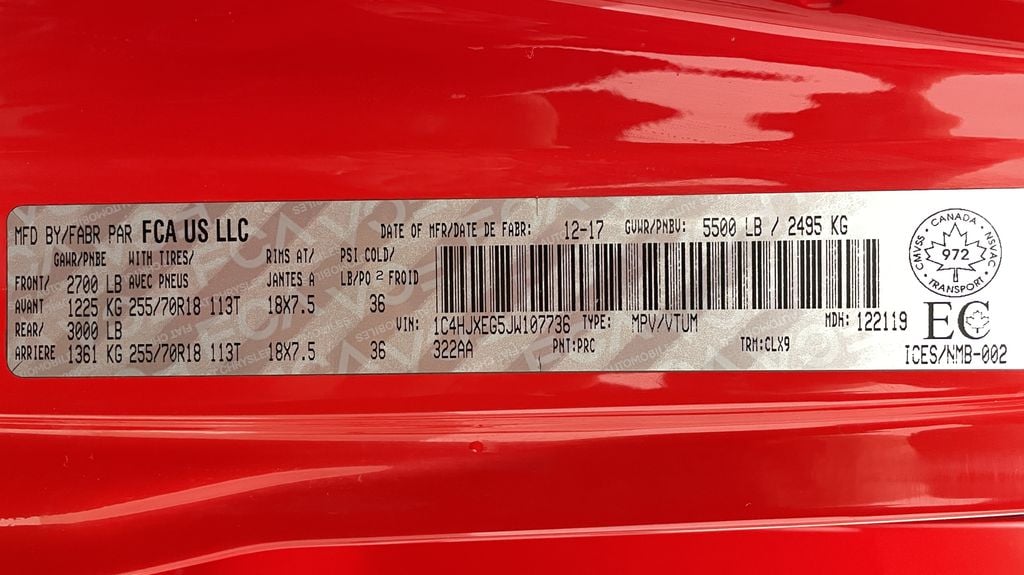 MFD BY/FABR PAR FCA US LLC DATE OF MFR/DATE DE FABR: 12-17 GVWR/PNBV: 5500 LB / 2495 KG
GAWR/PNBE WITH TIRES/ RIMS AT/ PSI COLD/
FRONT/ 2700 LB AVEC PNEUS JANTES A LB/PO 2 FROID
AVANT 1225 KG 255/70R18 113T 18X7.5 36
REAR/ 3000 LB
ARRIERE 1361 KG 255/70R18 113T 18X7.5 36
VIN: 1C4HJXEG5JW107736 TYPE: MPV/VTUM MDH: 122119
322AA PNT:PRC TRM:CLX9
CANADA
CMVSS 972 NSVAC
TRANSPORT
EC
ICES/NMB-002